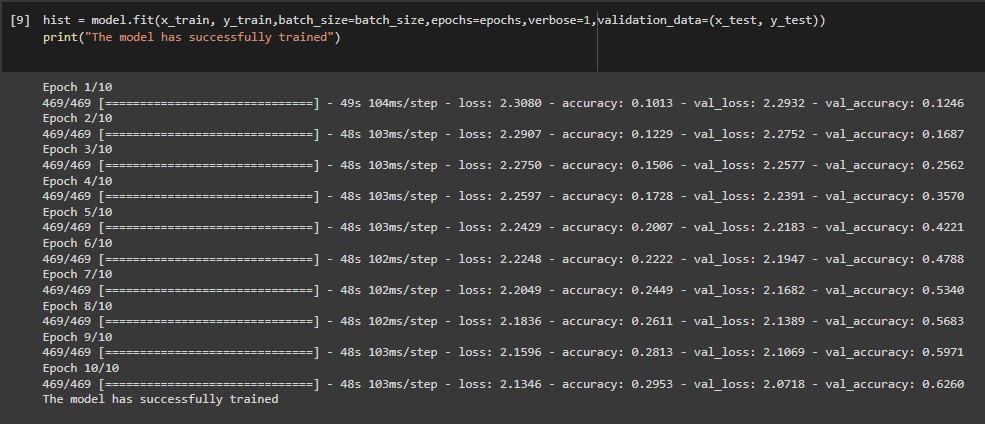 [9] hist = model.fit(x_train, y_train,batch_size=batch_size,epochs=epochs,verbose=1,validation_data=(x_test, y_test))
print("The model has successfully trained")
Epoch 1/10
469/469 [==============================] - 49s 104ms/step - loss: 2.3080 - accuracy: 0.1013 - val_loss: 2.2932 - val_accuracy: 0.1246
Epoch 2/10
469/469 [==============================] - 48s 103ms/step - loss: 2.2907 - accuracy: 0.1229 - val_loss: 2.2752 - val_accuracy: 0.1687
Epoch 3/10
469/469 [==============================] - 48s 103ms/step - loss: 2.2750 - accuracy: 0.1506 - val_loss: 2.2577 - val_accuracy: 0.2562
Epoch 4/10
469/469 [==============================] - 48s 103ms/step - loss: 2.2597 - accuracy: 0.1728 - val_loss: 2.2391 - val_accuracy: 0.3570
Epoch 5/10
469/469 [==============================] - 48s 103ms/step - loss: 2.2429 - accuracy: 0.2007 - val_loss: 2.2183 - val_accuracy: 0.4221
Epoch 6/10
469/469 [==============================] - 48s 102ms/step - loss: 2.2248 - accuracy: 0.2222 - val_loss: 2.1947 - val_accuracy: 0.4788
Epoch 7/10
469/469 [==============================] - 48s 102ms/step - loss: 2.2049 - accuracy: 0.2449 - val_loss: 2.1682 - val_accuracy: 0.5340
Epoch 8/10
469/469 [==============================] - 48s 102ms/step - loss: 2.1836 - accuracy: 0.2611 - val_loss: 2.1389 - val_accuracy: 0.5683
Epoch 9/10
469/469 [==============================] - 48s 103ms/step - loss: 2.1596 - accuracy: 0.2813 - val_loss: 2.1069 - val_accuracy: 0.5971
Epoch 10/10
469/469 [==============================] - 48s 103ms/step - loss: 2.1346 - accuracy: 0.2953 - val_loss: 2.0718 - val_accuracy: 0.6260
The model has successfully trained